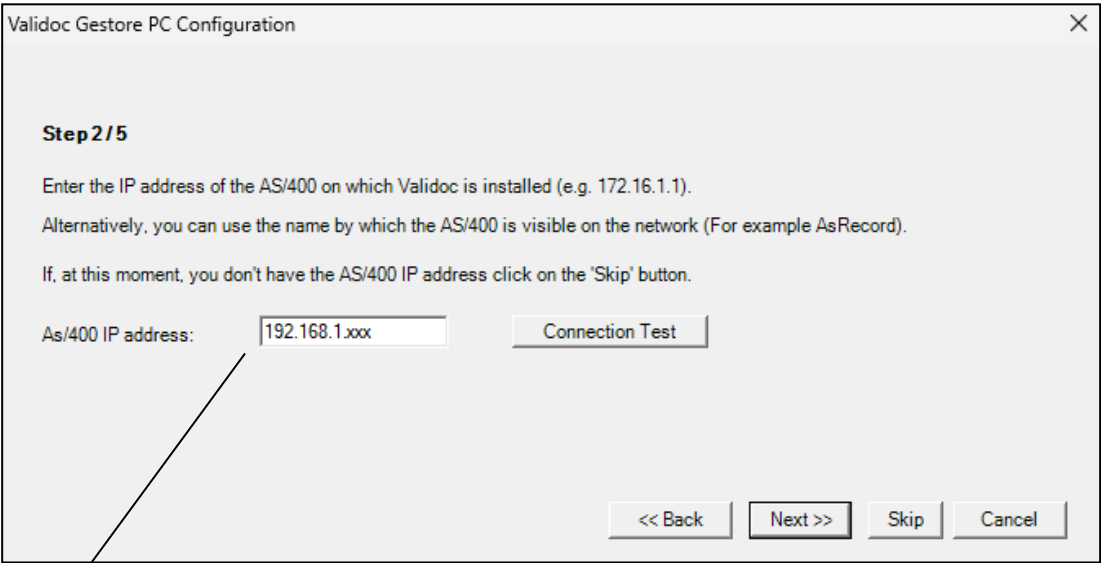 Validoc Gestore PC Configuration
Step 2 / 5
Enter the IP address of the AS/400 on which Validoc is installed (e.g. 172.16.1.1).
Alternatively, you can use the name by which the AS/400 is visible on the network (For example AsRecord).
If, at this moment, you don't have the AS/400 IP address click on the 'Skip' button.
As/400 IP address: 192.168.1.xxx Connection Test
<< Back Next >> Skip Cancel